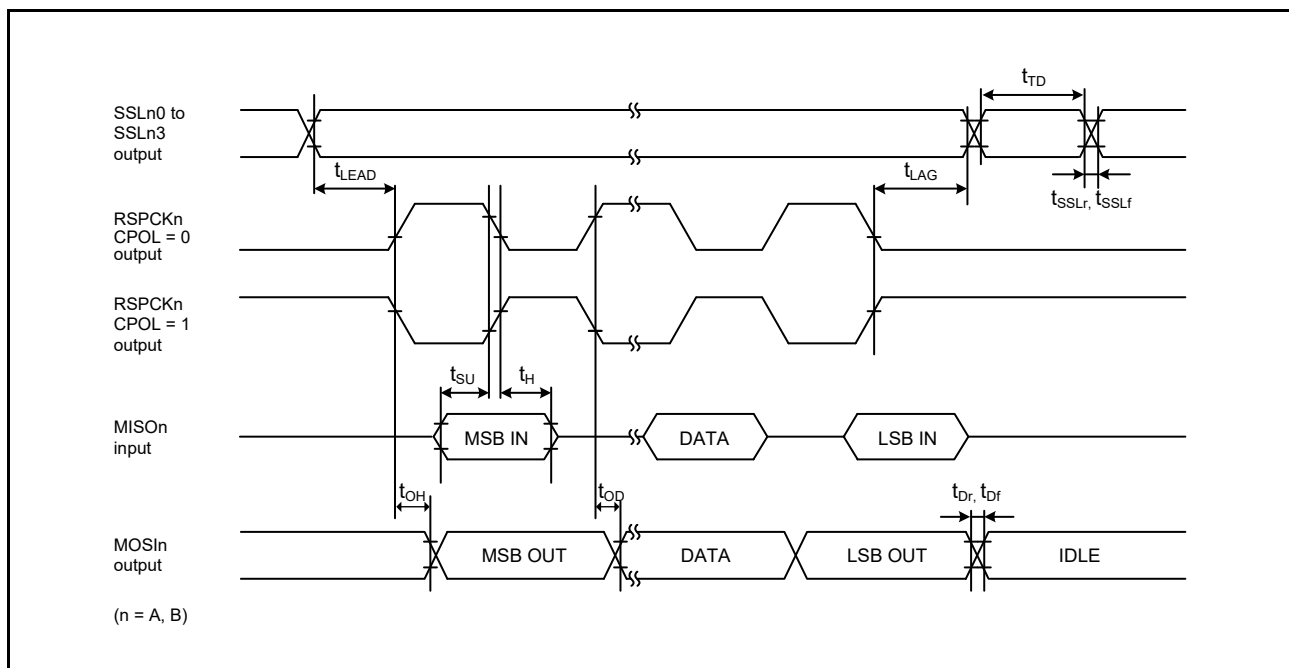 tTD
SSLn0 to
SSLn3
output
tLEAD
tLAG
tSSLr, tSSLf
RSPCKn
CPOL = 0
output
RSPCKn
CPOL = 1
output
tSU
tH
MISOn
input
MSB IN
DATA
LSB IN
tOH
tOD
tDr, tDf
MOSIn
output
MSB OUT
DATA
LSB OUT
IDLE
(n = A, B)